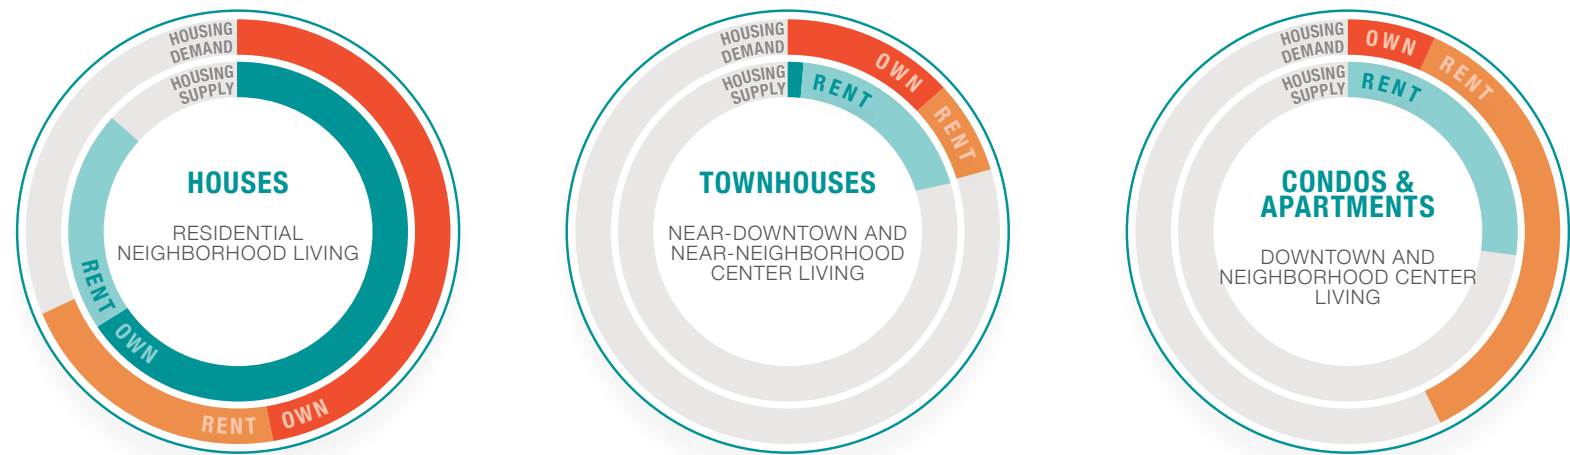 HOUSING
DEMAND
HOUSING
SUPPLY
HOUSES
RESIDENTIAL
NEIGHBORHOOD LIVING
RENT
OWN
RENT
OWN
HOUSING
DEMAND
HOUSING
SUPPLY
OWN
RENT
RENT
TOWNHOUSES
NEAR-DOWNTOWN AND
NEAR-NEIGHBORHOOD
CENTER LIVING
HOUSING
DEMAND
HOUSING
SUPPLY
OWN
RENT
RENT
CONDOS &
APARTMENTS
DOWNTOWN AND
NEIGHBORHOOD CENTER
LIVING